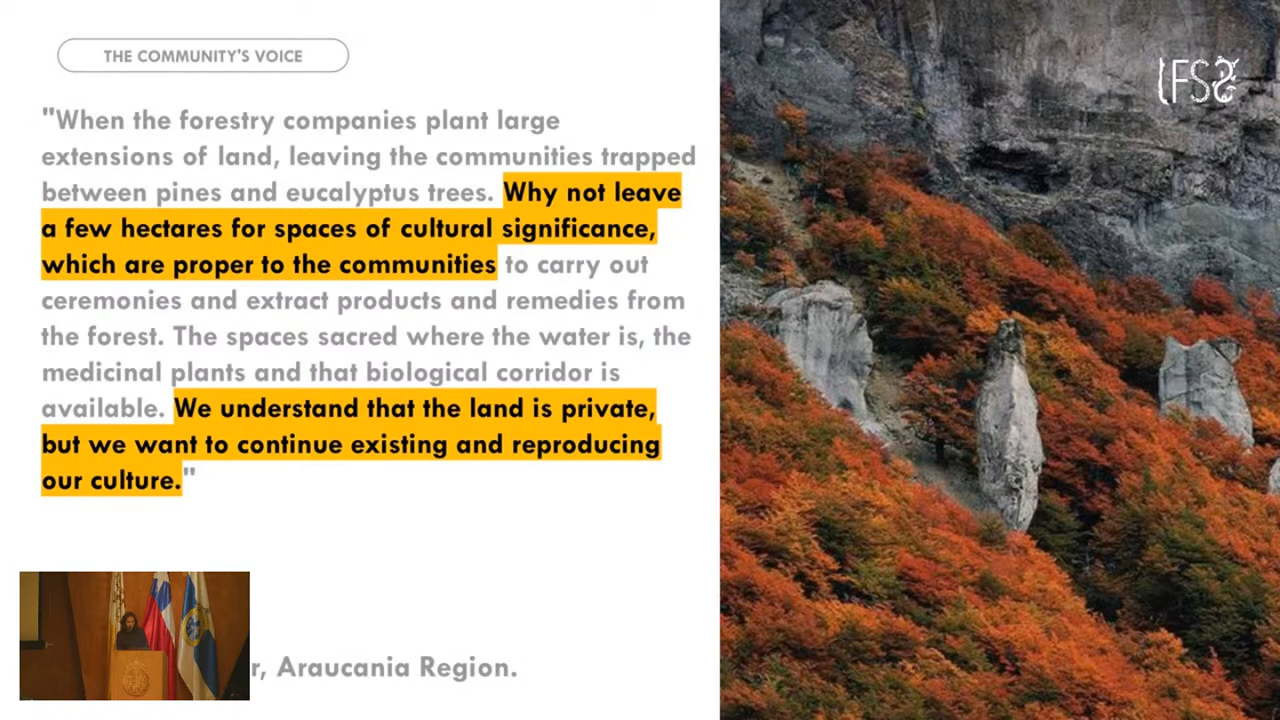 THE COMMUNITY'S VOICE
"When the forestry companies plant large
extensions of land, leaving the communities trapped
between pines and eucalyptus trees. Why not leave
a few hectares for spaces of cultural significance,
which are proper to the communities to carry out
ceremonies and extract products and remedies from
the forest. The spaces sacred where the water is, the
medicinal plants and that biological corridor is
available. We understand that the land is private,
but we want to continue existing and reproducing
our culture."
r, Araucania Region.